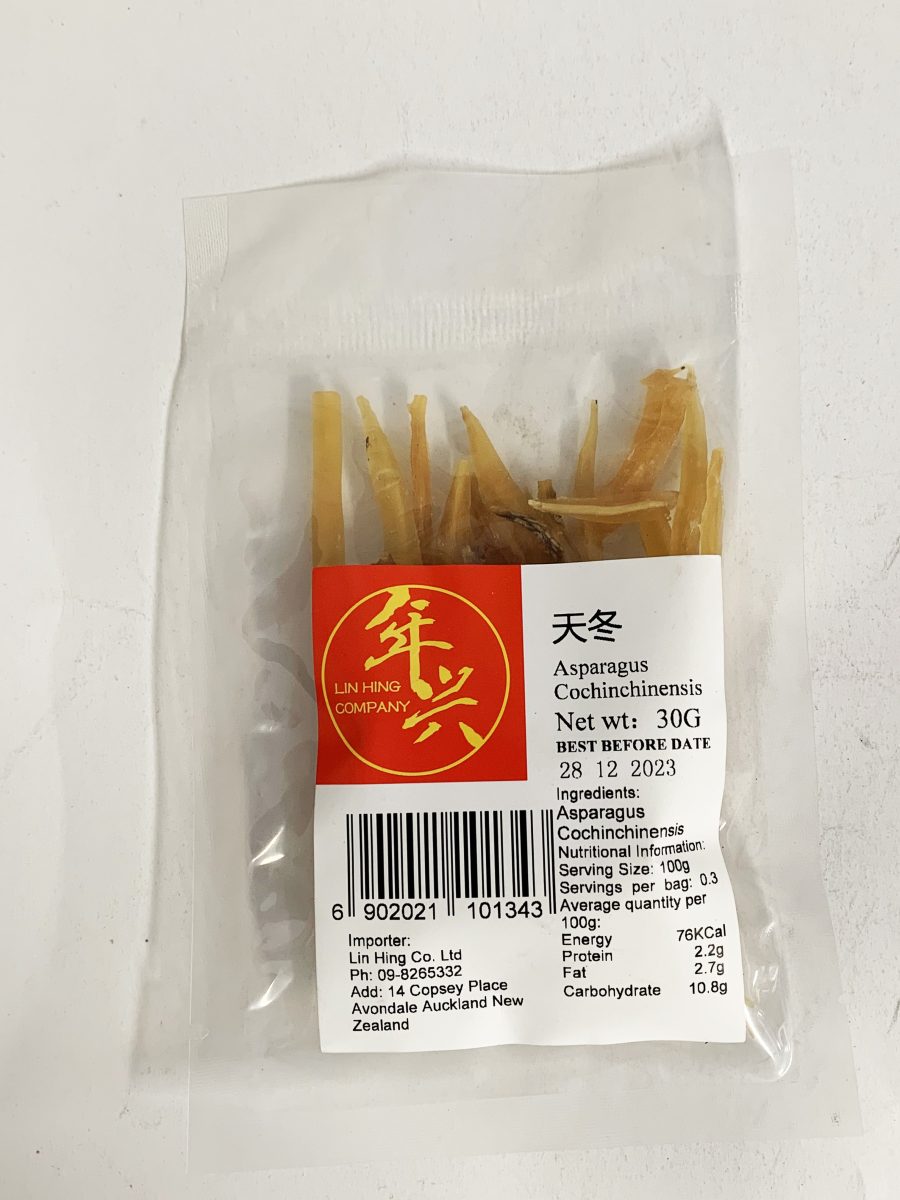 年兴
LIN HING
COMPANY
天冬
Asparagus
Cochinchinensis
Net wt: 30G
BEST BEFORE DATE
28 12 2023
Ingredients:
Asparagus
Cochinchinensis
Nutritional Information:
Serving Size: 100g
Servings per bag: 0.3
Average quantity per
100g:
Energy 76KCal
Protein 2.2g
Fat 2.7g
Carbohydrate 10.8g
6 902021 101343
Importer:
Lin Hing Co. Ltd
Ph: 09-8265332
Add: 14 Copsey Place
Avondale Auckland New
Zealand